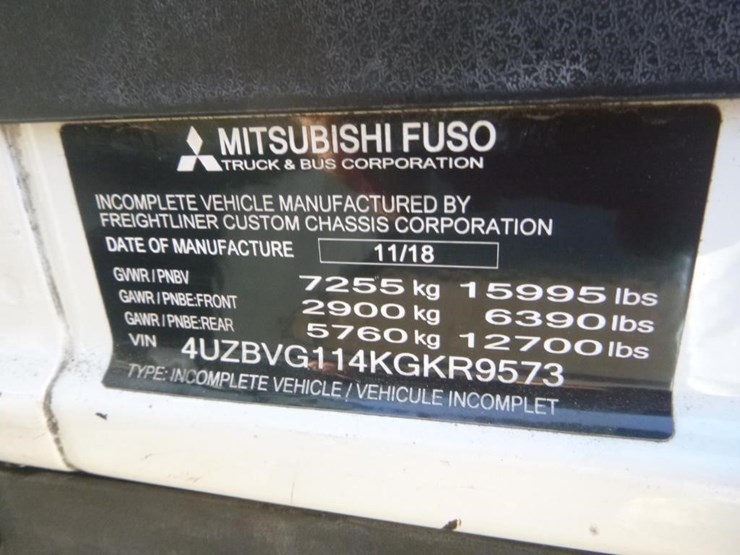 MITSUBISHI FUSO
TRUCK & BUS CORPORATION
INCOMPLETE VEHICLE MANUFACTURED BY
FREIGHTLINER CUSTOM CHASSIS CORPORATION
DATE OF MANUFACTURE 11/18
GVWR / PNBV 7255 kg 15995 lbs
GAWR / PNBE:FRONT 2900 kg 6390 lbs
GAWR / PNBE:REAR 5760 kg 12700 lbs
VIN 4UZBVG114KGKR9573
TYPE: INCOMPLETE VEHICLE / VEHICULE INCOMPLET